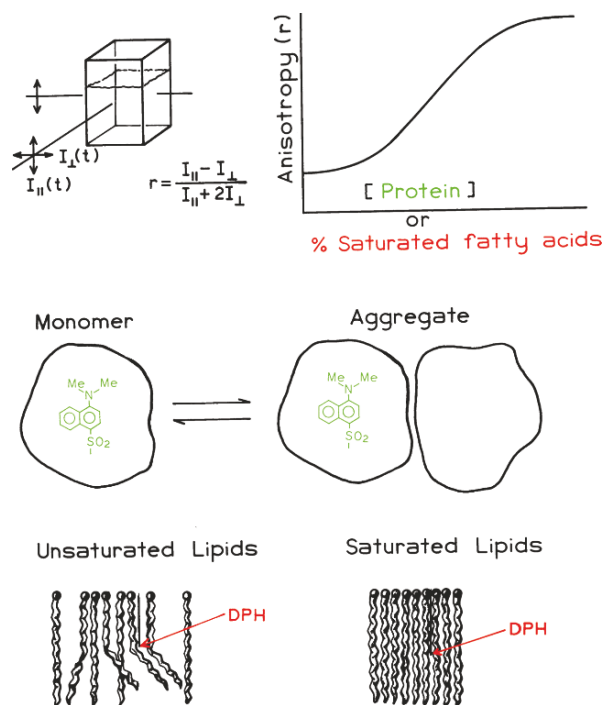 I⊥(t)
I||(t)
r = (I|| − I⊥) / (I|| + 2I⊥)
Anisotropy (r)
[ Protein ]
or
% Saturated fatty acids
Monomer
Aggregate
Me Me
N
SO2
Me Me
N
SO2
Unsaturated Lipids
Saturated Lipids
DPH
DPH